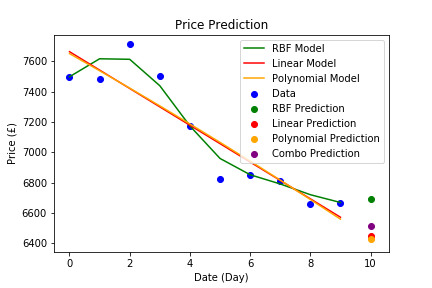 Price Prediction
RBF Model
Linear Model
Polynomial Model
Data
RBF Prediction
Linear Prediction
Polynomial Prediction
Combo Prediction
Price (£)
7600
7400
7200
7000
6800
6600
6400
0 2 4 6 8 10
Date (Day)